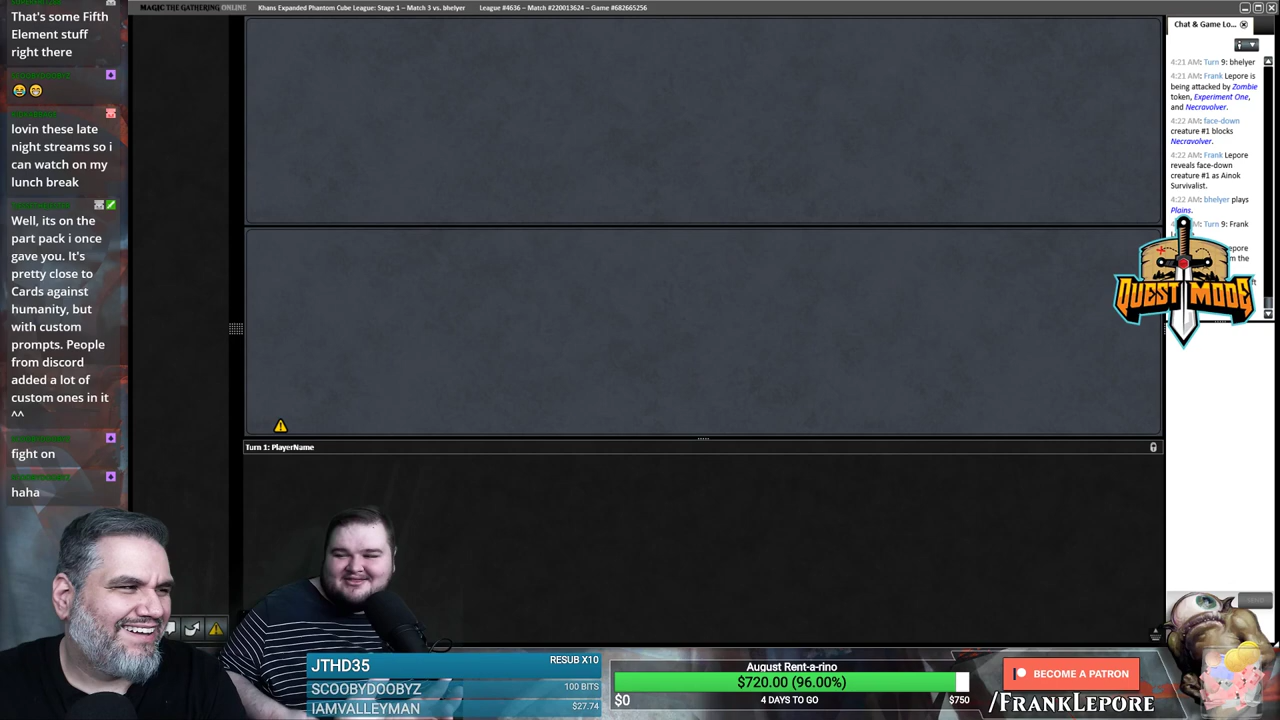 That's some Fifth
Element stuff
right there
SCOOBYDOOBYZ
lovin these late
night streams so i
can watch on my
lunch break
Well, its on the
part pack i once
gave you. It's
pretty close to
Cards against
humanity, but
with custom
prompts. People
from discord
added a lot of
custom ones in it
^^
fight on
haha
MAGIC THE GATHERING ONLINE
Khans Expanded Phantom Cube League: Stage 1 – Match 3 vs. bhelyer
League #4636 – Match #220013624 – Game #682665256
Turn 1: PlayerName
Chat & Game Lo...
4:21 AM: Turn 9: bhelyer
4:21 AM: Frank Lepore is
being attacked by Zombie
token, Experiment One,
and Necravolver.
4:22 AM: face-down
creature #1 blocks
Necravolver.
4:22 AM: Frank Lepore
reveals face-down
creature #1 as Ainok
Survivalist.
4:22 AM: bhelyer plays
Plains.
Turn 9: Frank
QUEST MODE
JTHD35
RESUB X10
SCOOBYDOOBYZ
100 BITS
IAMVALLEYMAN
$27.74
August Rent-a-rino
$720.00 (96.00%)
$0
4 DAYS TO GO
$750
BECOME A PATRON
/FRANKLEPORE